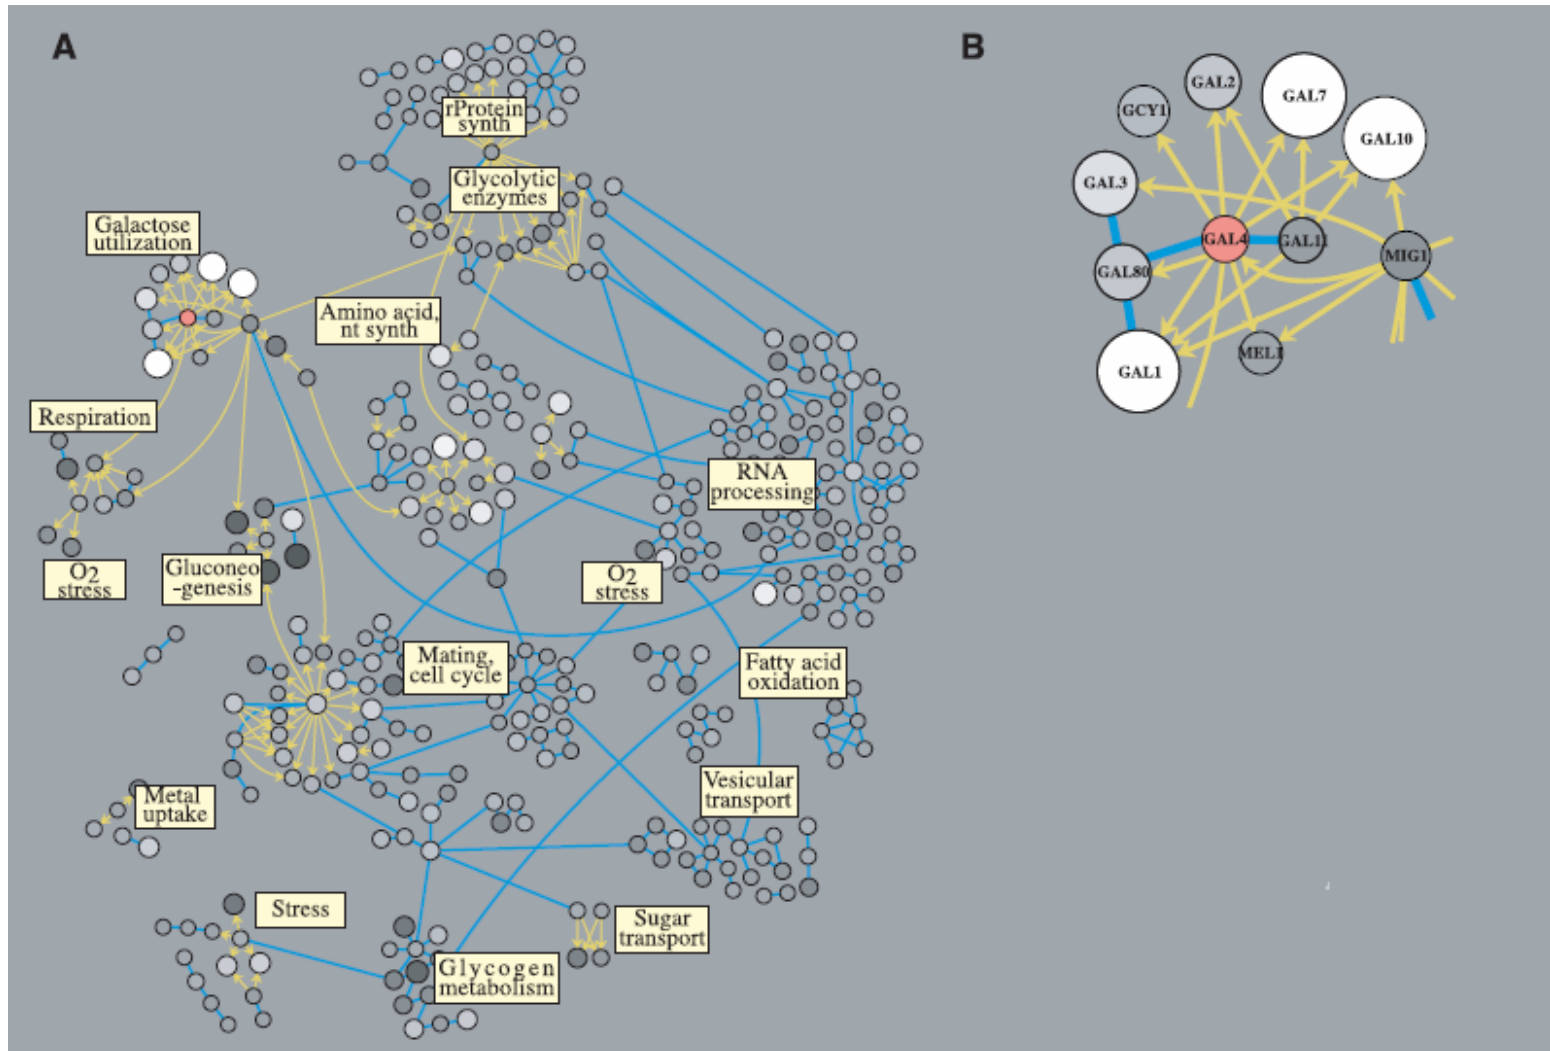 A
rProtein
synth
Glycolytic
enzymes
Galactose
utilization
Amino acid,
nt synth
Respiration
RNA
processing
O2
stress
Gluconeo
-genesis
O2
stress
Mating,
cell cycle
Fatty acid
oxidation
Metal
uptake
Vesicular
transport
Stress
Sugar
transport
Glycogen
metabolism
B
GAL2
GAL7
GCY1
GAL10
GAL3
GAL4
GAL11
MIG1
GAL80
MEL1
GAL1